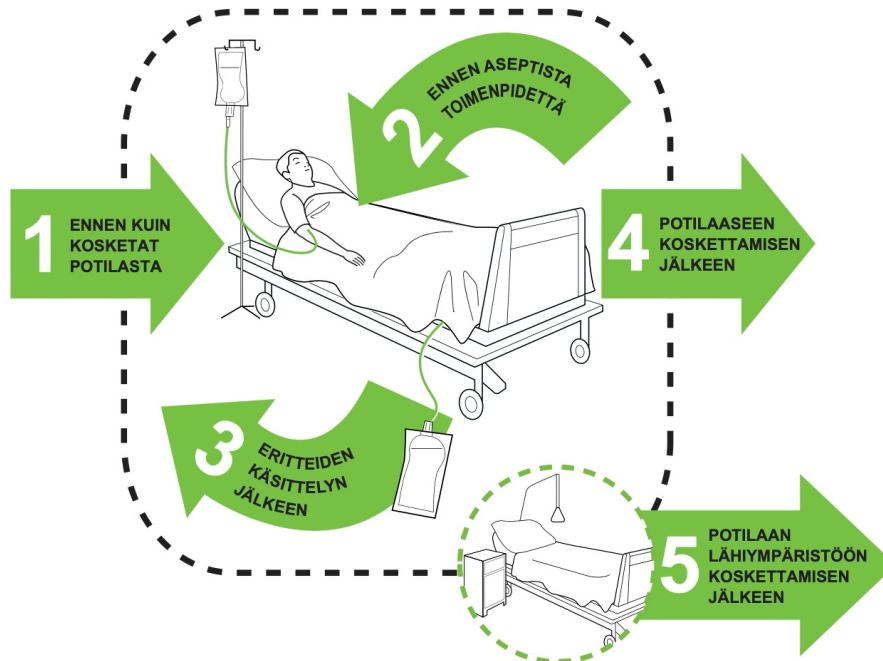 1
ENNEN KUIN
KOSKETAT
POTILASTA
2
ENNEN ASEPTISTA
TOIMENPIDETTÄ
3
ERITTEIDEN
KÄSITTELYN
JÄLKEEN
4
POTILAASEEN
KOSKETTAMISEN
JÄLKEEN
5
POTILAAN
LÄHIYMPÄRISTÖÖN
KOSKETTAMISEN
JÄLKEEN